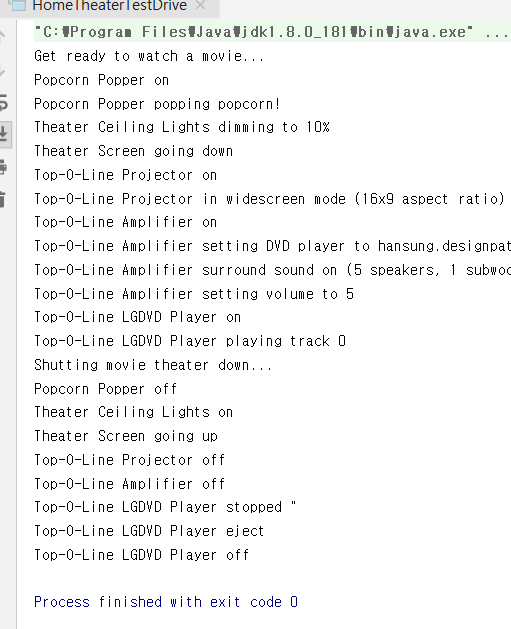 HomeTheaterTestDrive
"C:\Program Files\Java\jdk1.8.0_181\bin\java.exe" ...
Get ready to watch a movie...
Popcorn Popper on
Popcorn Popper popping popcorn!
Theater Ceiling Lights dimming to 10%
Theater Screen going down
Top-O-Line Projector on
Top-O-Line Projector in widescreen mode (16x9 aspect ratio)
Top-O-Line Amplifier on
Top-O-Line Amplifier setting DVD player to hansung.designpat
Top-O-Line Amplifier surround sound on (5 speakers, 1 subwoo
Top-O-Line Amplifier setting volume to 5
Top-O-Line LGDVD Player on
Top-O-Line LGDVD Player playing track 0
Shutting movie theater down...
Popcorn Popper off
Theater Ceiling Lights on
Theater Screen going up
Top-O-Line Projector off
Top-O-Line Amplifier off
Top-O-Line LGDVD Player stopped "
Top-O-Line LGDVD Player eject
Top-O-Line LGDVD Player off
Process finished with exit code 0